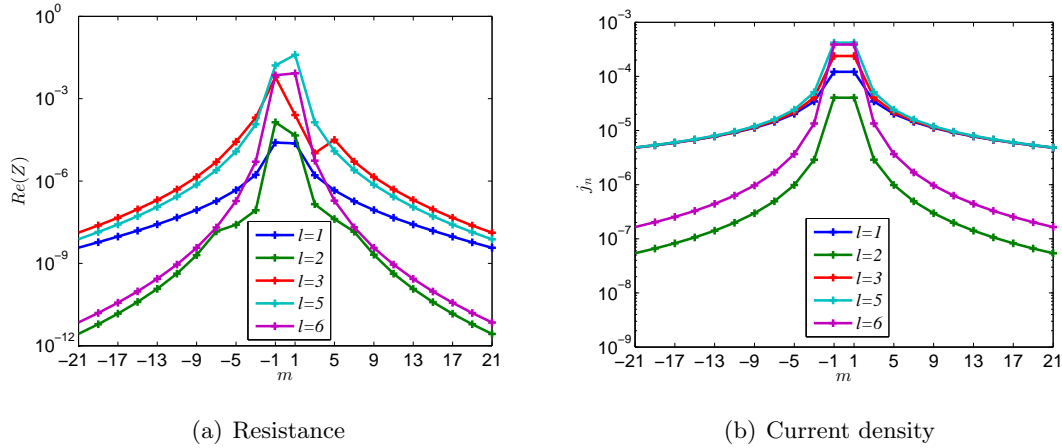 10⁰
10⁻³
10⁻⁶
10⁻⁹
10⁻¹²
Re(Z)
l=1
l=2
l=3
l=5
l=6
−21 −17 −13 −9 −5 −1 1 5 9 13 17 21
m
(a) Resistance
10⁻³
10⁻⁴
10⁻⁵
10⁻⁶
10⁻⁷
10⁻⁸
10⁻⁹
jₙ
l=1
l=2
l=3
l=5
l=6
−21 −17 −13 −9 −5 −1 1 5 9 13 17 21
m
(b) Current density